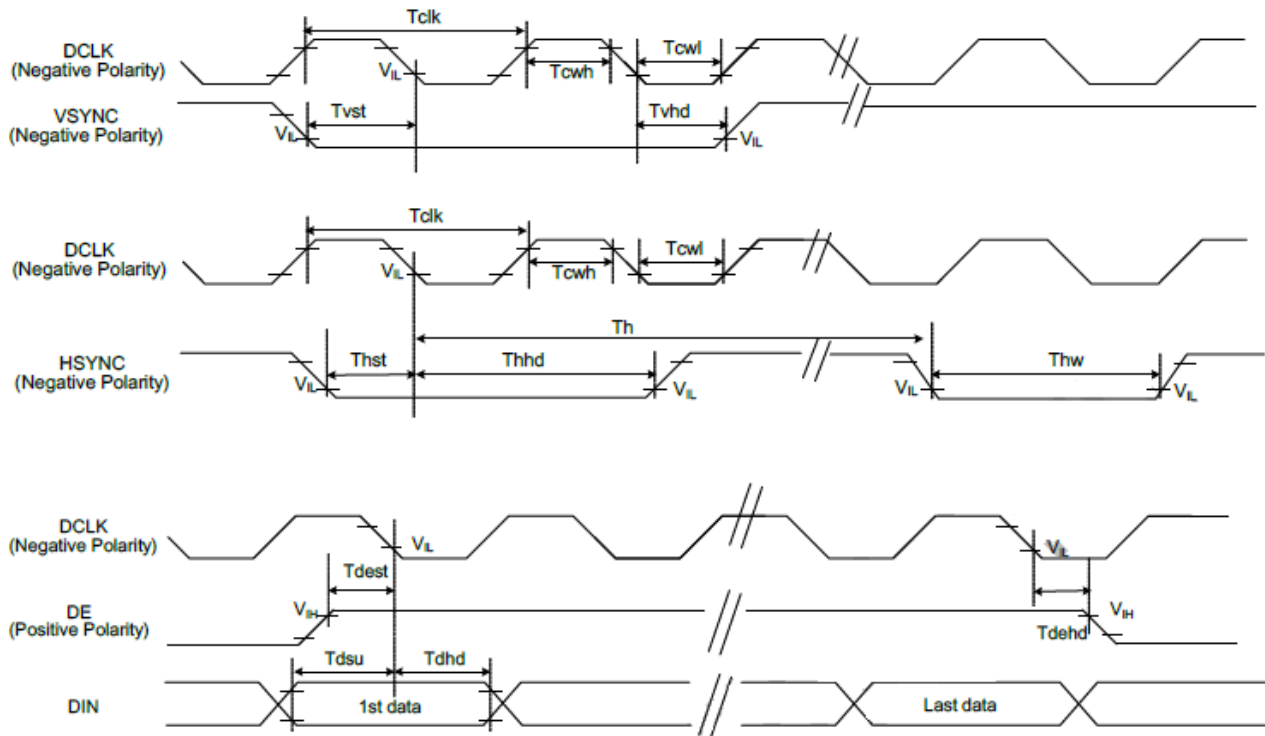 Tclk
DCLK
(Negative Polarity)
VIL
Tcwh
Tcwl
VSYNC
(Negative Polarity)
VIL
Tvst
Tvhd
VIL
Tclk
DCLK
(Negative Polarity)
VIL
Tcwh
Tcwl
Th
HSYNC
(Negative Polarity)
VIL
Thst
Thhd
VIL
VIL
Thw
VIL
DCLK
(Negative Polarity)
VIL
VIL
Tdest
DE
(Positive Polarity)
VIH
Tdehd
VIH
Tdsu
Tdhd
DIN
1st data
Last data